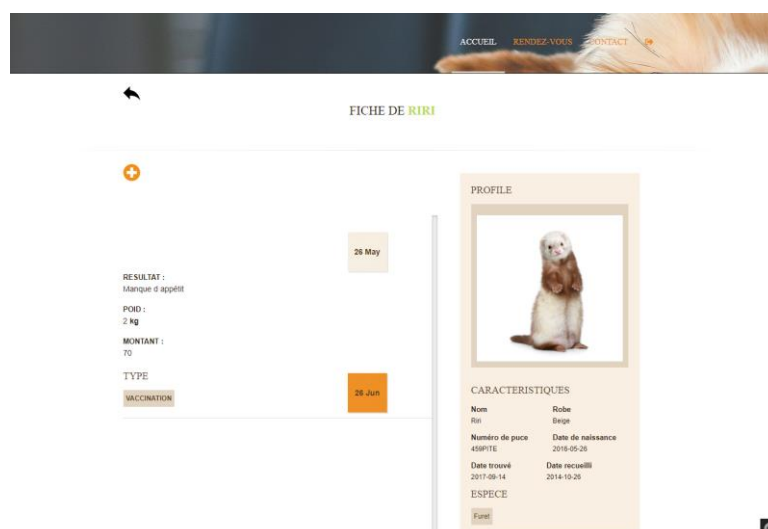 ACCUEIL RENDEZ-VOUS CONTACT
FICHE DE RIRI
26 May
RESULTAT :
Manque d appétit
POID :
2 kg
MONTANT :
70
TYPE
VACCINATION
26 Jun
PROFILE
CARACTERISTIQUES
Nom Robe
Riri Beige
Numéro de puce Date de naissance
459PITE 2016-05-26
Date trouvé Date recueilli
2017-09-14 2014-10-26
ESPECE
Furet